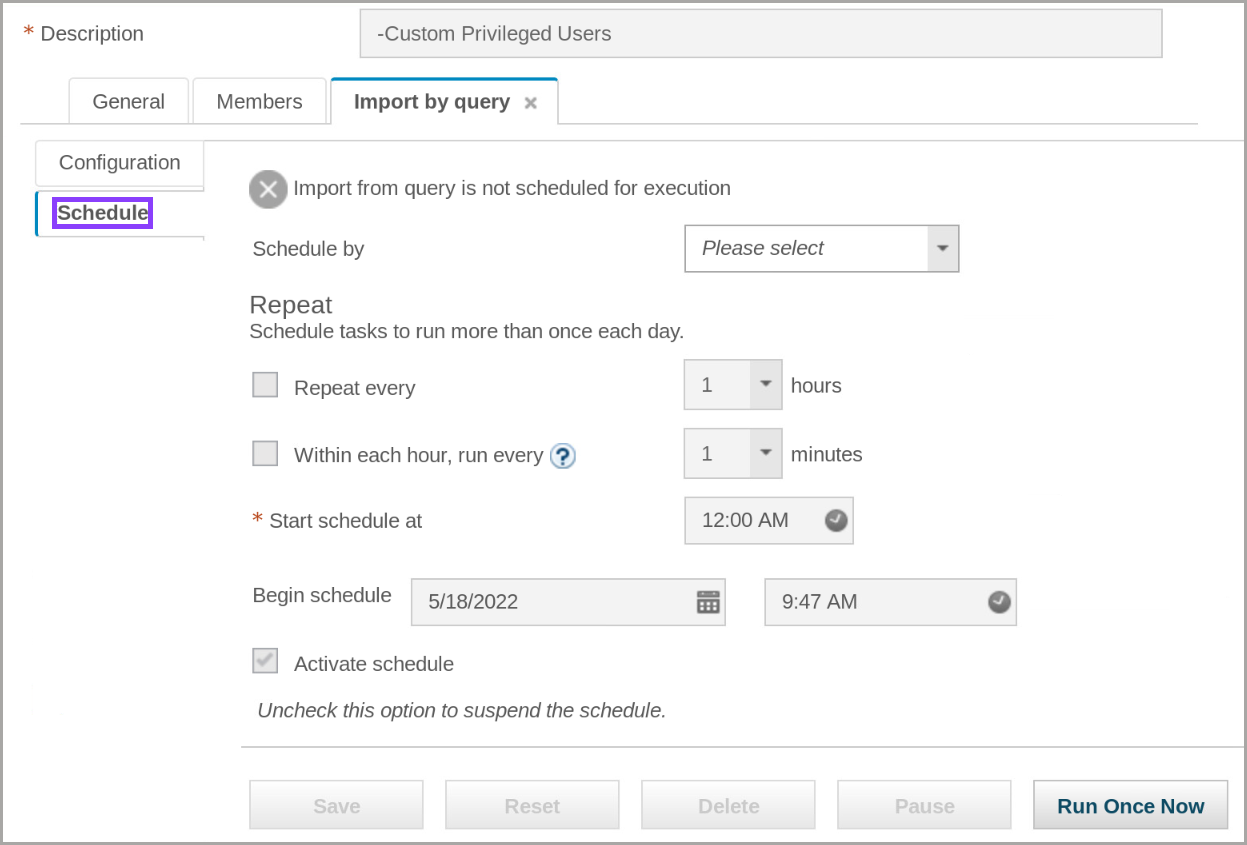 * Description -Custom Privileged Users
General Members Import by query ×
Configuration
Schedule
Import from query is not scheduled for execution
Schedule by Please select
Repeat
Schedule tasks to run more than once each day.
Repeat every 1 hours
Within each hour, run every ? 1 minutes
* Start schedule at 12:00 AM
Begin schedule 5/18/2022 9:47 AM
Activate schedule
Uncheck this option to suspend the schedule.
Save Reset Delete Pause Run Once Now